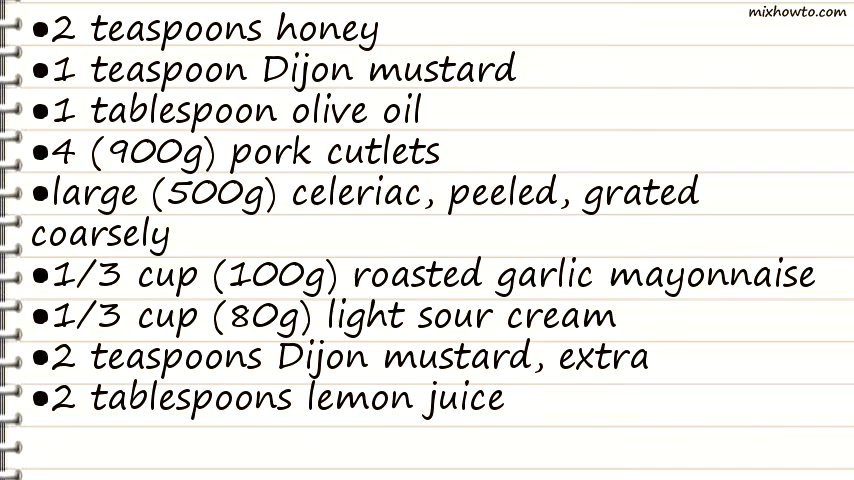 mixhowto.com
•2 teaspoons honey
•1 teaspoon Dijon mustard
•1 tablespoon olive oil
•4 (900g) pork cutlets
•large (500g) celeriac, peeled, grated
coarsely
•1/3 cup (100g) roasted garlic mayonnaise
•1/3 cup (80g) light sour cream
•2 teaspoons Dijon mustard, extra
•2 tablespoons lemon juice